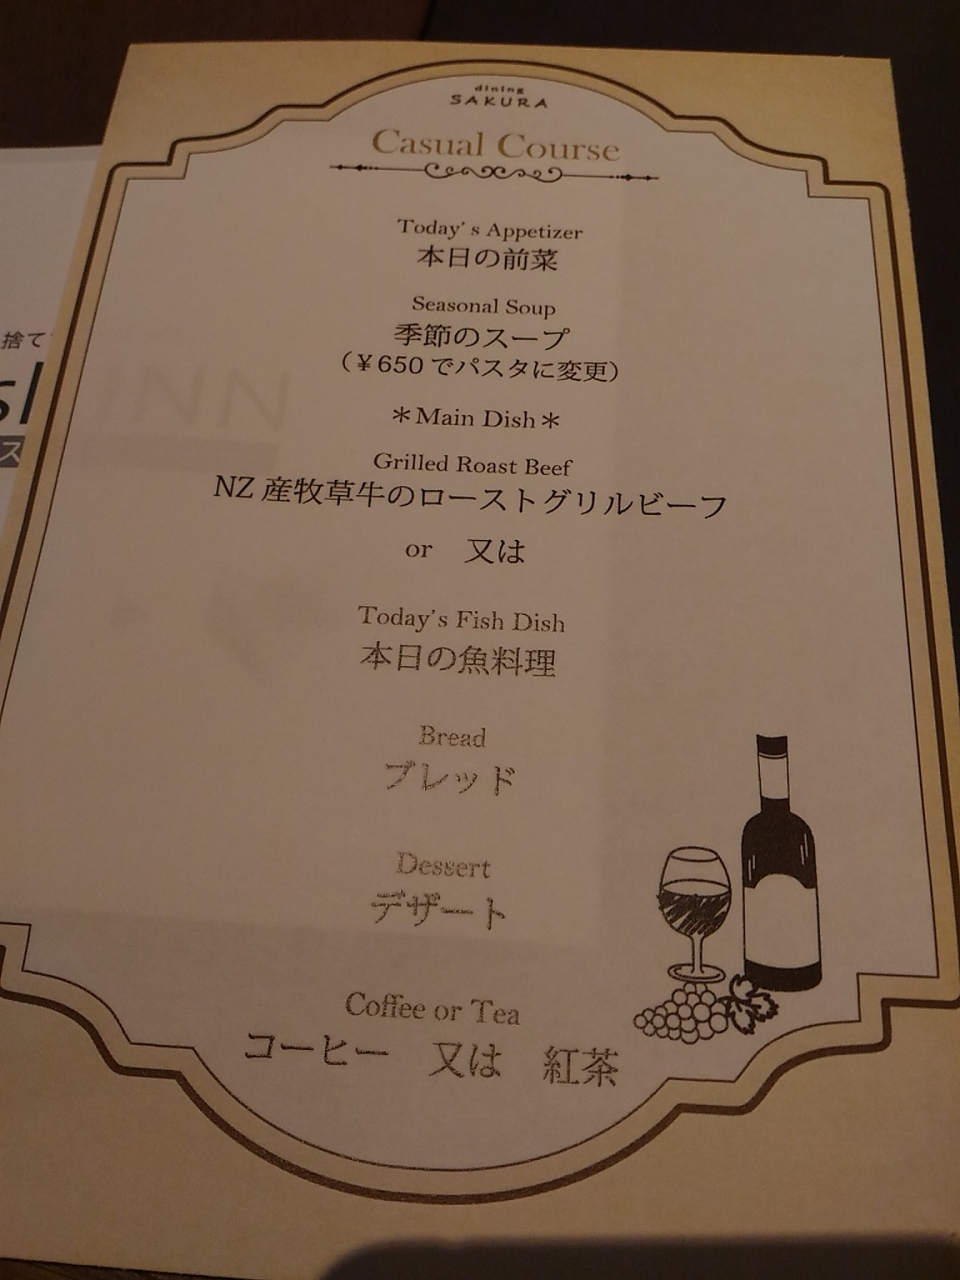 dining
SAKURA
Casual Course
Today's Appetizer
本日の前菜
Seasonal Soup
季節のスープ
（￥650 でパスタに変更）
＊Main Dish＊
Grilled Roast Beef
NZ 産牧草牛のローストグリルビーフ
or 又は
Today's Fish Dish
本日の魚料理
Bread
ブレッド
Dessert
デザート
Coffee or Tea
コーヒー 又は 紅茶
捨て